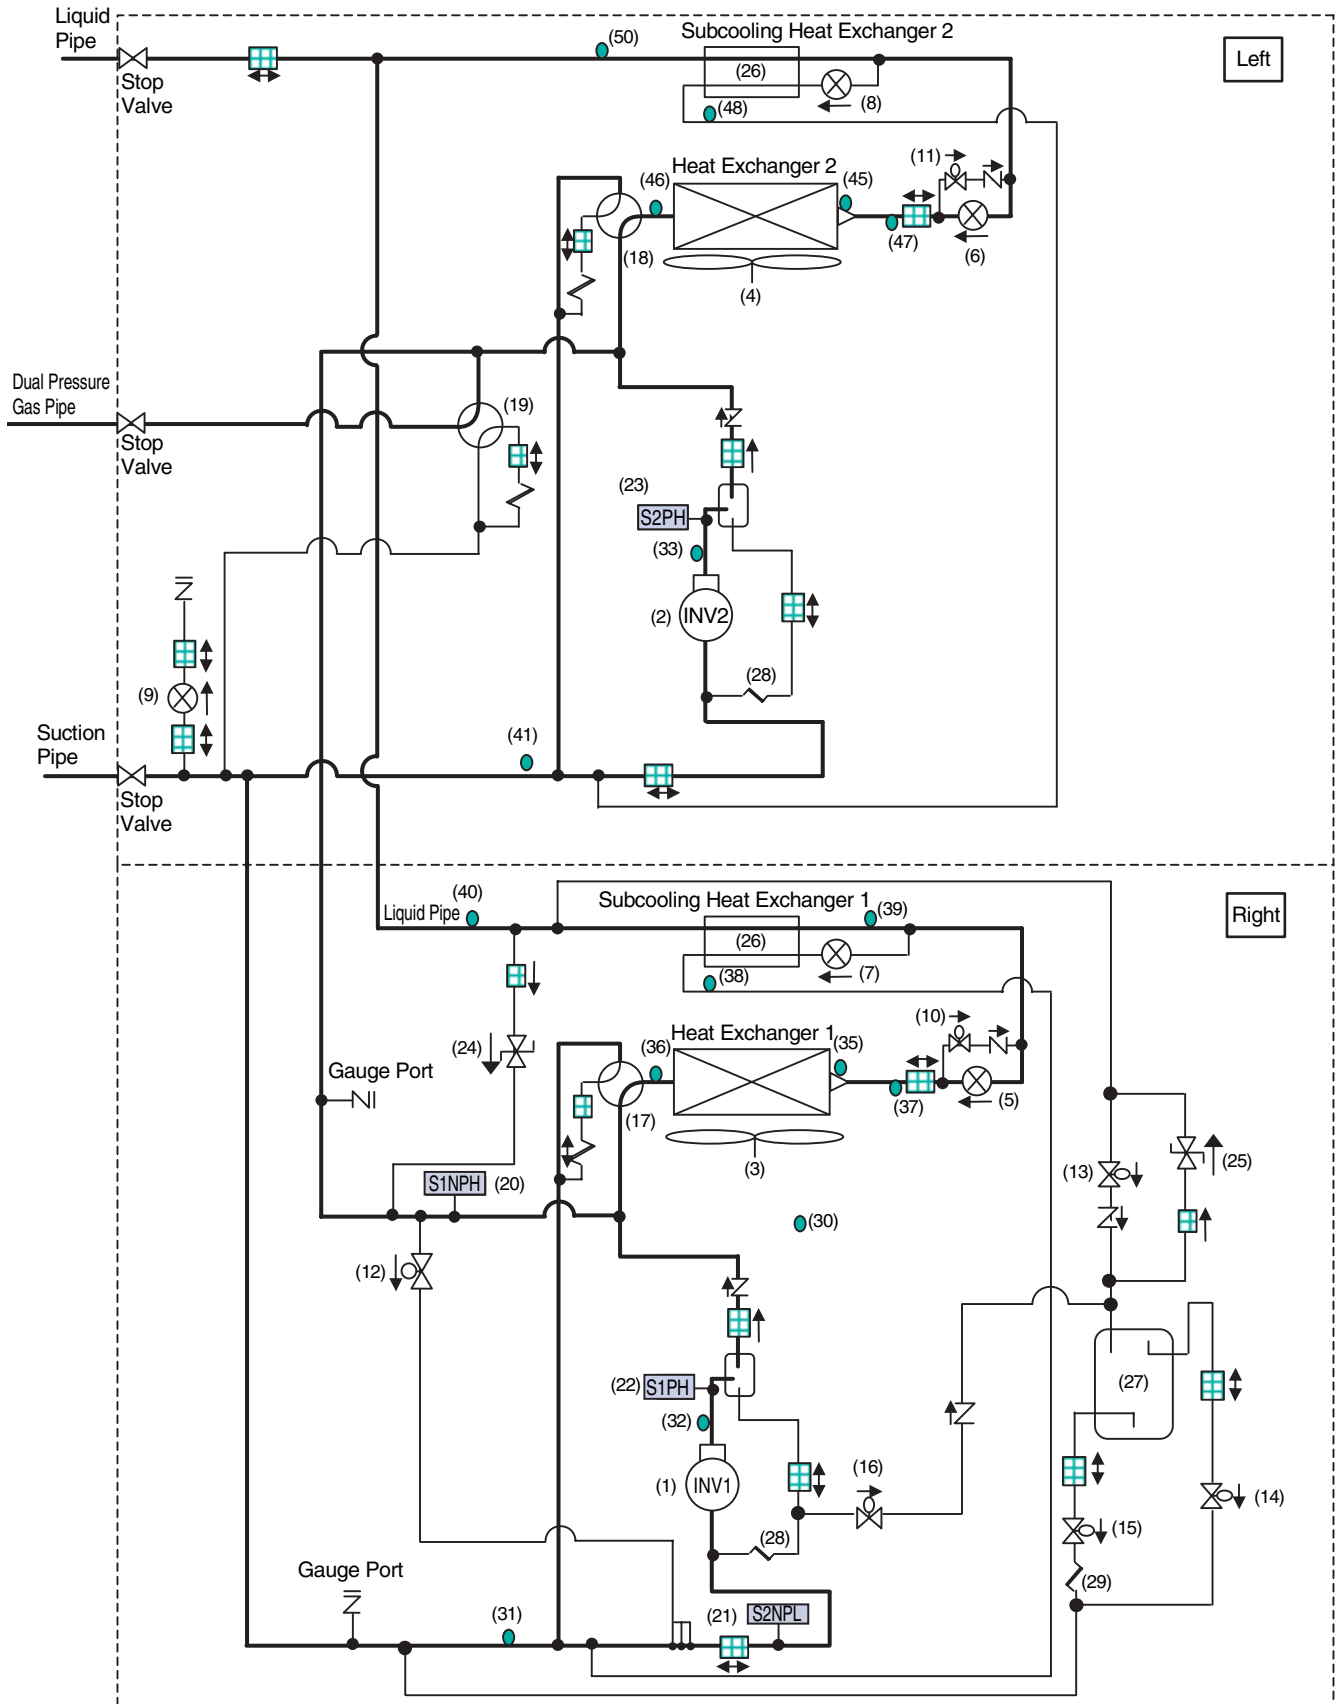 Liquid
Pipe
Stop
Valve
(50)
Subcooling Heat Exchanger 2
(26)
(8)
(48)
Left
Heat Exchanger 2
(46)
(45)
(11)
(47)
(6)
(18)
(4)
Dual Pressure
Gas Pipe
Stop
Valve
(19)
(23)
S2PH
(33)
(2)
INV2
(28)
(9)
Suction
Pipe
Stop
Valve
(41)
Right
(40)
Liquid Pipe
Subcooling Heat Exchanger 1
(39)
(26)
(7)
(38)
(24)
Heat Exchanger 1
(36)
(35)
(10)
(37)
(5)
(17)
(3)
Gauge Port
S1NPH
(20)
(30)
(12)
(13)
(25)
(22)
S1PH
(32)
(1)
INV1
(16)
(28)
(27)
(14)
(15)
(29)
Gauge Port
(31)
(21)
S2NPL